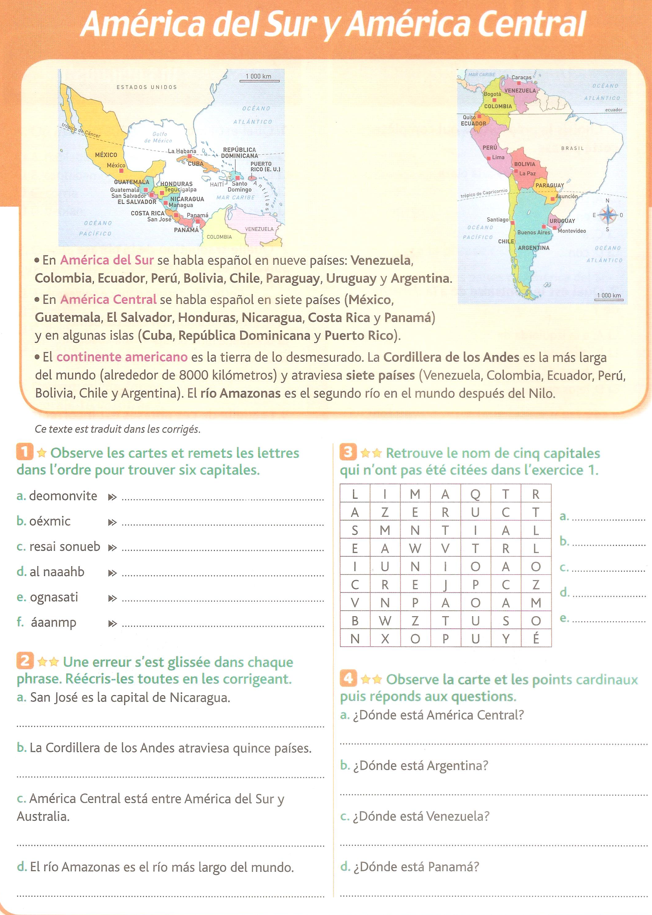 América del Sur y América Central
1 000 km
ESTADOS UNIDOS
OCÉANO
ATLÁNTICO
trópico de Cáncer
Golfo
de México
MÉXICO
México
La Habana
CUBA
REPÚBLICA
DOMINICANA
PUERTO
RICO (E. U.)
HAITÍ
Santo
Domingo
GUATEMALA
Guatemala
HONDURAS
Tegucigalpa
San Salvador
EL SALVADOR
NICARAGUA
Managua
MAR CARIBE
COSTA RICA
San José
Panamá
PANAMÁ
OCÉANO
PACÍFICO
COLOMBIA
VENEZUELA
MAR CARIBE
Caracas
VENEZUELA
Bogotá
COLOMBIA
OCÉANO
ATLÁNTICO
ecuador
Quito
ECUADOR
PERÚ
Lima
BRASIL
BOLIVIA
La Paz
PARAGUAY
Asunción
trópico de Capricornio
N
O
E
S
Santiago
URUGUAY
Buenos Aires
Montevideo
OCÉANO
PACÍFICO
CHILE
ARGENTINA
OCÉANO
ATLÁNTICO
1 000 km
• En América del Sur se habla español en nueve países: Venezuela,
Colombia, Ecuador, Perú, Bolivia, Chile, Paraguay, Uruguay y Argentina.
• En América Central se habla español en siete países (México,
Guatemala, El Salvador, Honduras, Nicaragua, Costa Rica y Panamá)
y en algunas islas (Cuba, República Dominicana y Puerto Rico).
• El continente americano es la tierra de lo desmesurado. La Cordillera de los Andes es la más larga
del mundo (alrededor de 8000 kilómetros) y atraviesa siete países (Venezuela, Colombia, Ecuador, Perú,
Bolivia, Chile y Argentina). El río Amazonas es el segundo río en el mundo después del Nilo.
Ce texte est traduit dans les corrigés.
1 Observe les cartes et remets les lettres
dans l'ordre pour trouver six capitales.
a. deomonvite
b. oéxmic
c. resai sonueb
d. al naaahb
e. ognasati
f. áaanmp
2 Une erreur s'est glissée dans chaque
phrase. Réécris-les toutes en les corrigeant.
a. San José es la capital de Nicaragua.
b. La Cordillera de los Andes atraviesa quince países.
c. América Central está entre América del Sur y
Australia.
d. El río Amazonas es el río más largo del mundo.
3 Retrouve le nom de cinq capitales
qui n'ont pas été citées dans l'exercice 1.
L I M A Q T R
A Z E R U C T
S M N T I A L
E A W V T R L
I U N I O A O
C R E J P C Z
V N P A O A M
B W Z T U S O
N X O P U Y É
a.
b.
c.
d.
e.
4 Observe la carte et les points cardinaux
puis réponds aux questions.
a. ¿Dónde está América Central?
b. ¿Dónde está Argentina?
c. ¿Dónde está Venezuela?
d. ¿Dónde está Panamá?